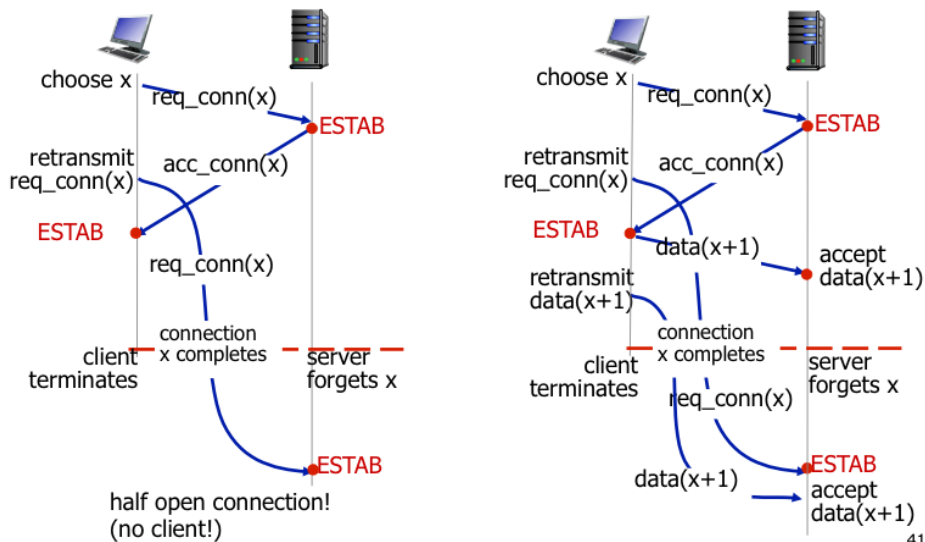 choose x
req_conn(x)
ESTAB
retransmit
req_conn(x)
acc_conn(x)
ESTAB
req_conn(x)
connection
x completes
client
terminates
server
forgets x
ESTAB
half open connection!
(no client!)
choose x
req_conn(x)
ESTAB
retransmit
req_conn(x)
acc_conn(x)
ESTAB
data(x+1)
accept
data(x+1)
retransmit
data(x+1)
connection
x completes
client
terminates
server
forgets x
req_conn(x)
ESTAB
data(x+1)
accept
data(x+1)
41